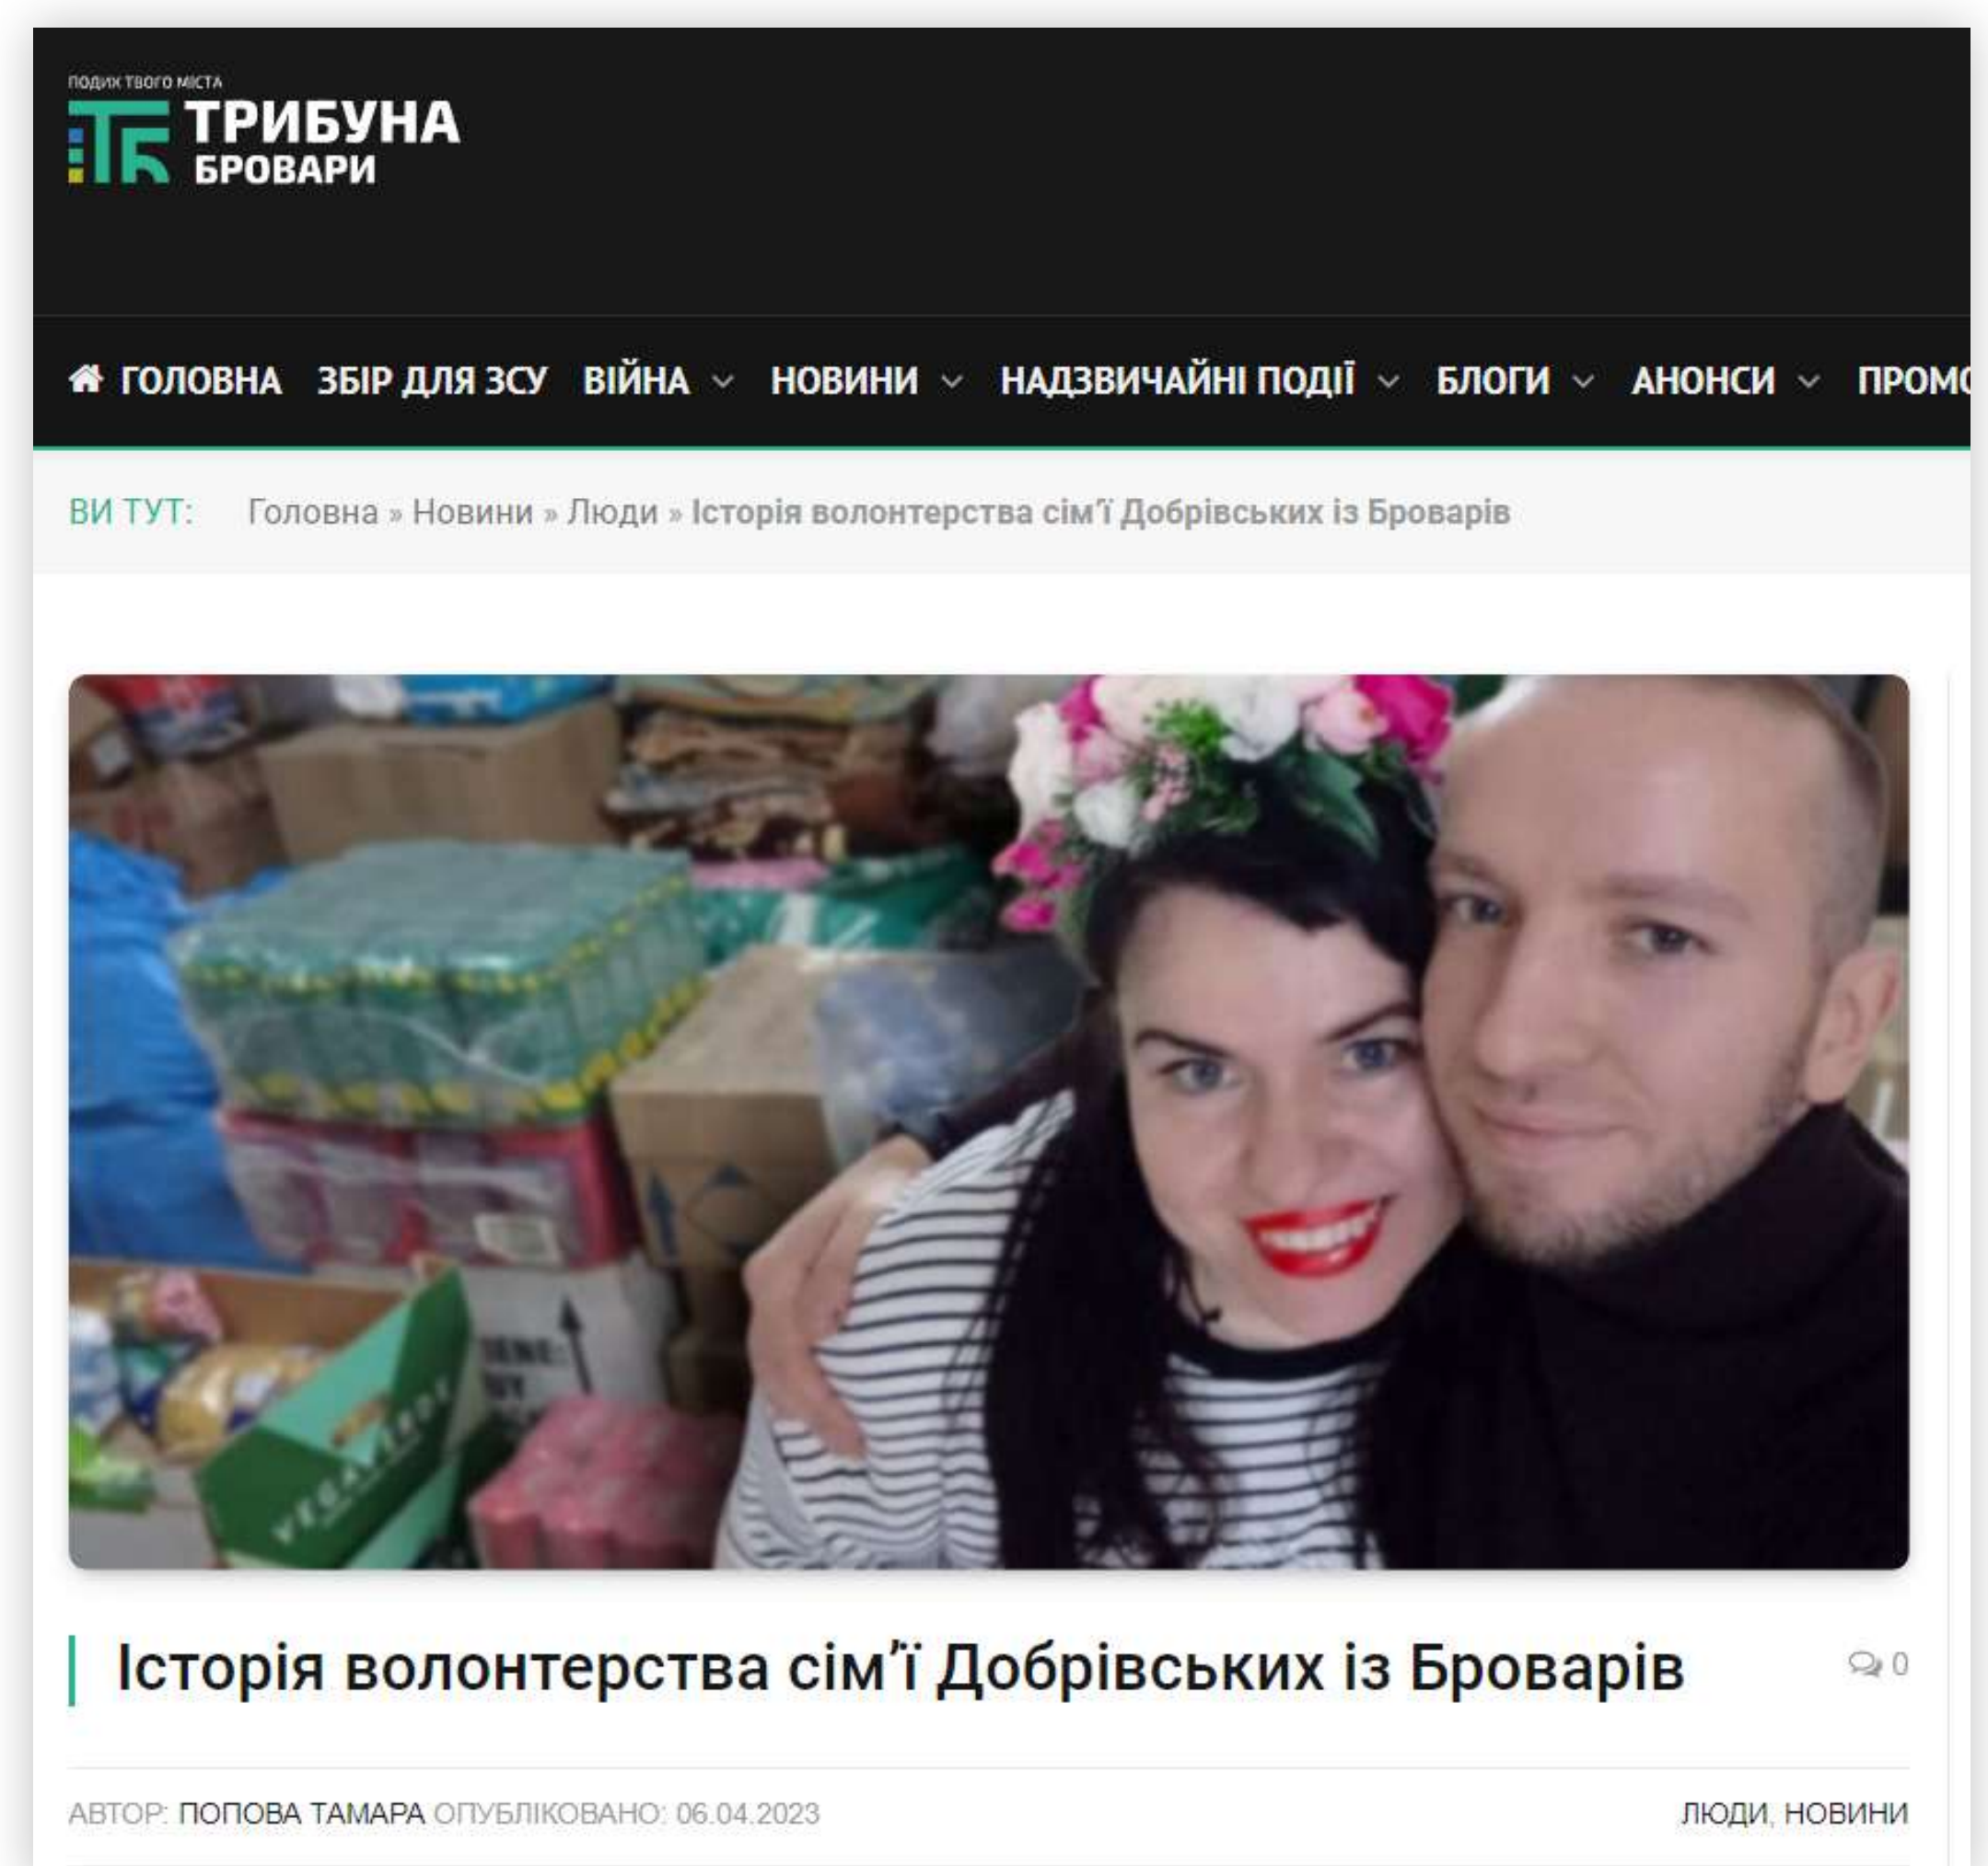 ПОДИХ ТВОГО МІСТА
ТРИБУНА
БРОВАРИ
ГОЛОВНА ЗБІР ДЛЯ ЗСУ ВІЙНА НОВИНИ НАДЗВИЧАЙНІ ПОДІЇ БЛОГИ АНОНСИ ПРОМО
ВИ ТУТ: Головна » Новини » Люди » Історія волонтерства сім’ї Добрівських із Броварів
Історія волонтерства сім’ї Добрівських із Броварів 0
АВТОР: ПОПОВА ТАМАРА ОПУБЛІКОВАНО: 06.04.2023 ЛЮДИ, НОВИНИ